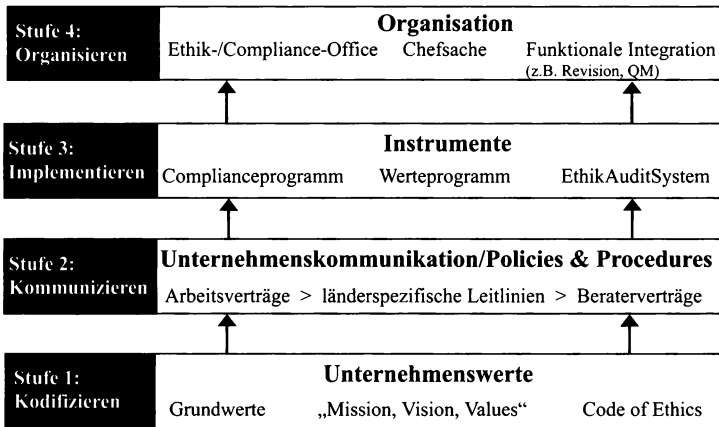 Stufe 4:
Organisieren
Organisation
Ethik-/Compliance-Office Chefsache Funktionale Integration
(z.B. Revision, QM)
Stufe 3:
Implementieren
Instrumente
Complianceprogramm Werteprogramm EthikAuditSystem
Stufe 2:
Kommunizieren
Unternehmenskommunikation/Policies & Procedures
Arbeitsverträge > länderspezifische Leitlinien > Beraterverträge
Stufe 1:
Kodifizieren
Unternehmenswerte
Grundwerte „Mission, Vision, Values“ Code of Ethics